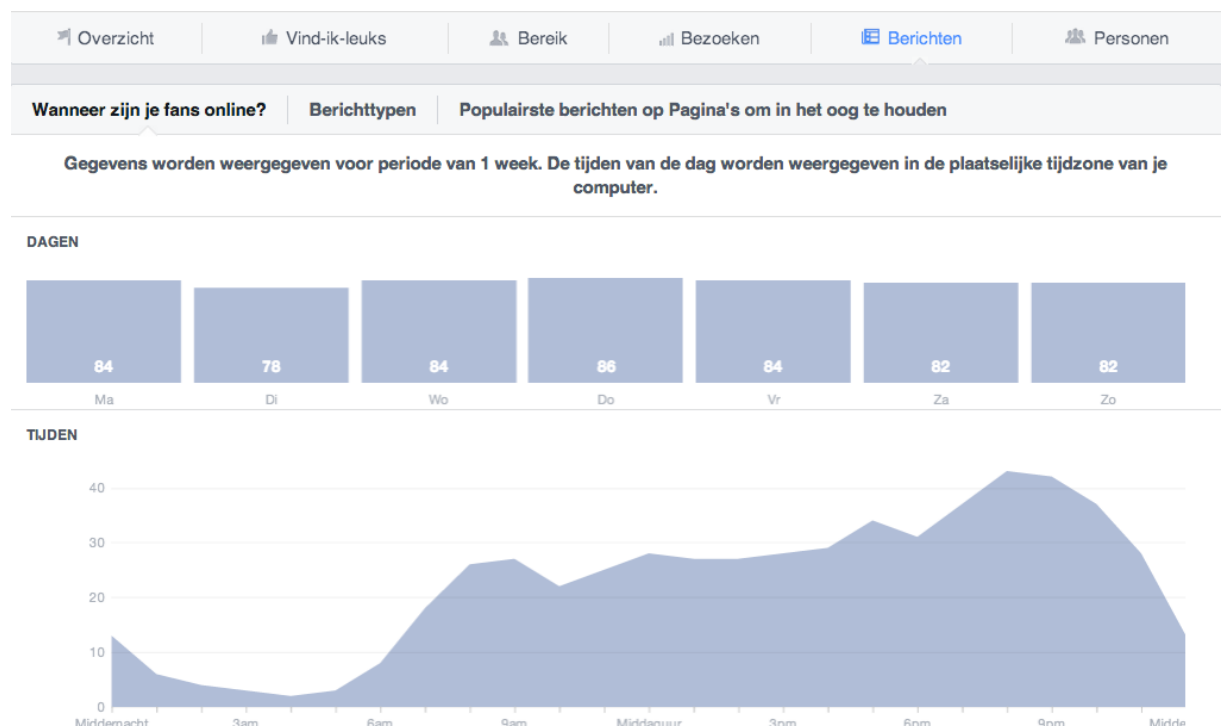 Overzicht Vind-ik-leuks Bereik Bezoeken Berichten Personen
Wanneer zijn je fans online? Berichttypen Populairste berichten op Pagina's om in het oog te houden
Gegevens worden weergegeven voor periode van 1 week. De tijden van de dag worden weergegeven in de plaatselijke tijdzone van je
computer.
DAGEN
84 78 84 86 84 82 82
Ma Di Wo Do Vr Za Zo
TIJDEN
40
30
20
10
0
Middernacht 3am 6am 9am Middaguur 3pm 6pm 9pm Midde